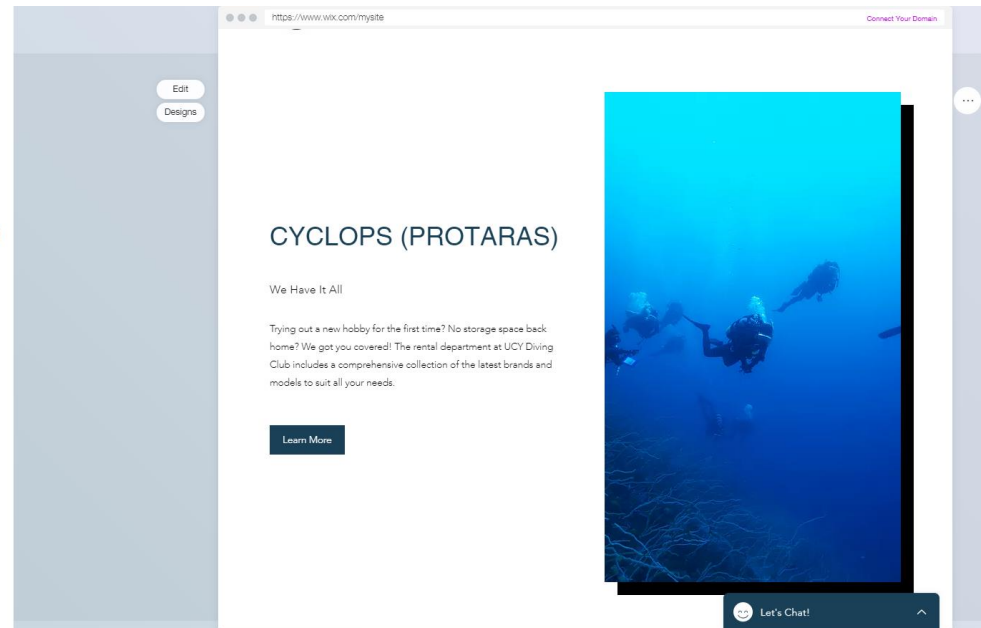 https://www.wix.com/mysite
Connect Your Domain
Edit
Designs
CYCLOPS (PROTARAS)
We Have It All
Trying out a new hobby for the first time? No storage space back
home? We got you covered! The rental department at UCY Diving
Club includes a comprehensive collection of the latest brands and
models to suit all your needs.
Learn More
Let's Chat!